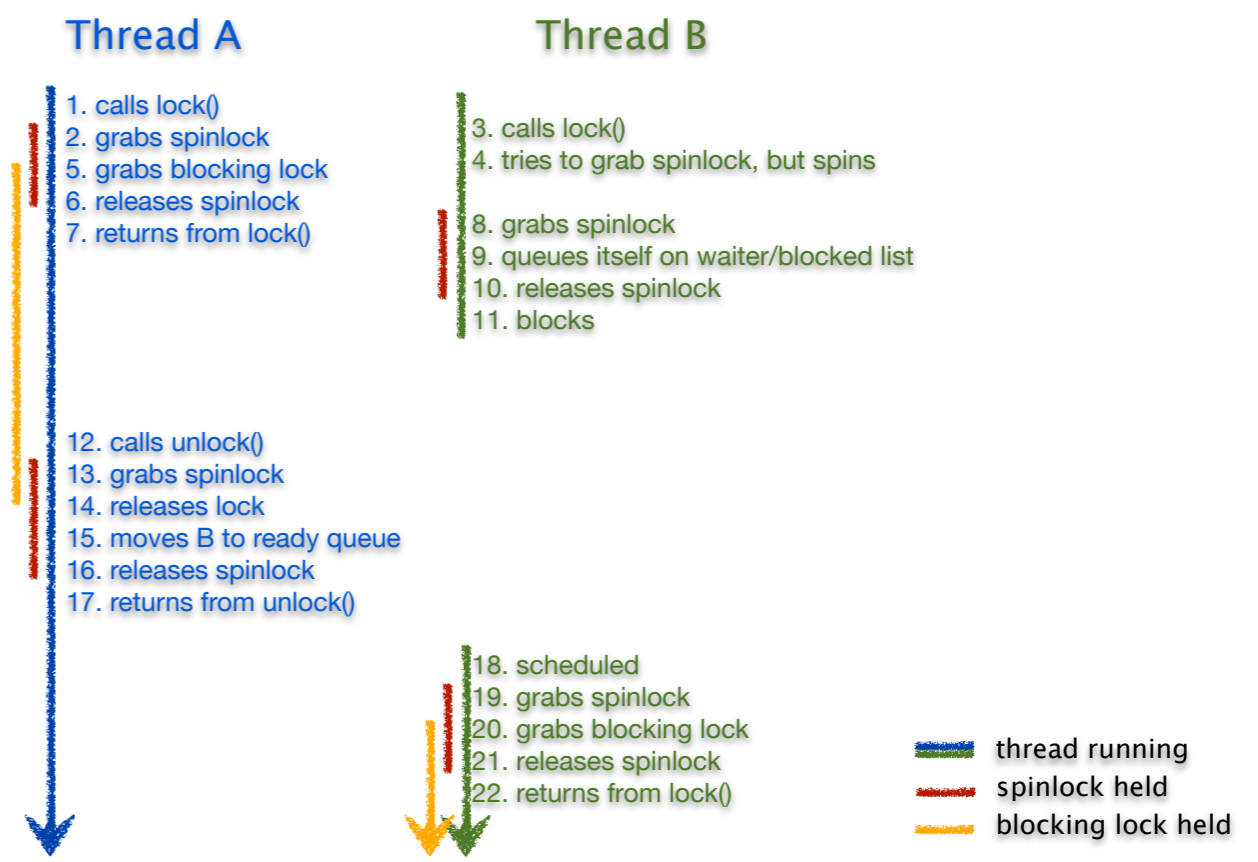 Thread A
Thread B
1. calls lock()
2. grabs spinlock
5. grabs blocking lock
6. releases spinlock
7. returns from lock()
3. calls lock()
4. tries to grab spinlock, but spins
8. grabs spinlock
9. queues itself on waiter/blocked list
10. releases spinlock
11. blocks
12. calls unlock()
13. grabs spinlock
14. releases lock
15. moves B to ready queue
16. releases spinlock
17. returns from unlock()
18. scheduled
19. grabs spinlock
20. grabs blocking lock
21. releases spinlock
22. returns from lock()
thread running
spinlock held
blocking lock held